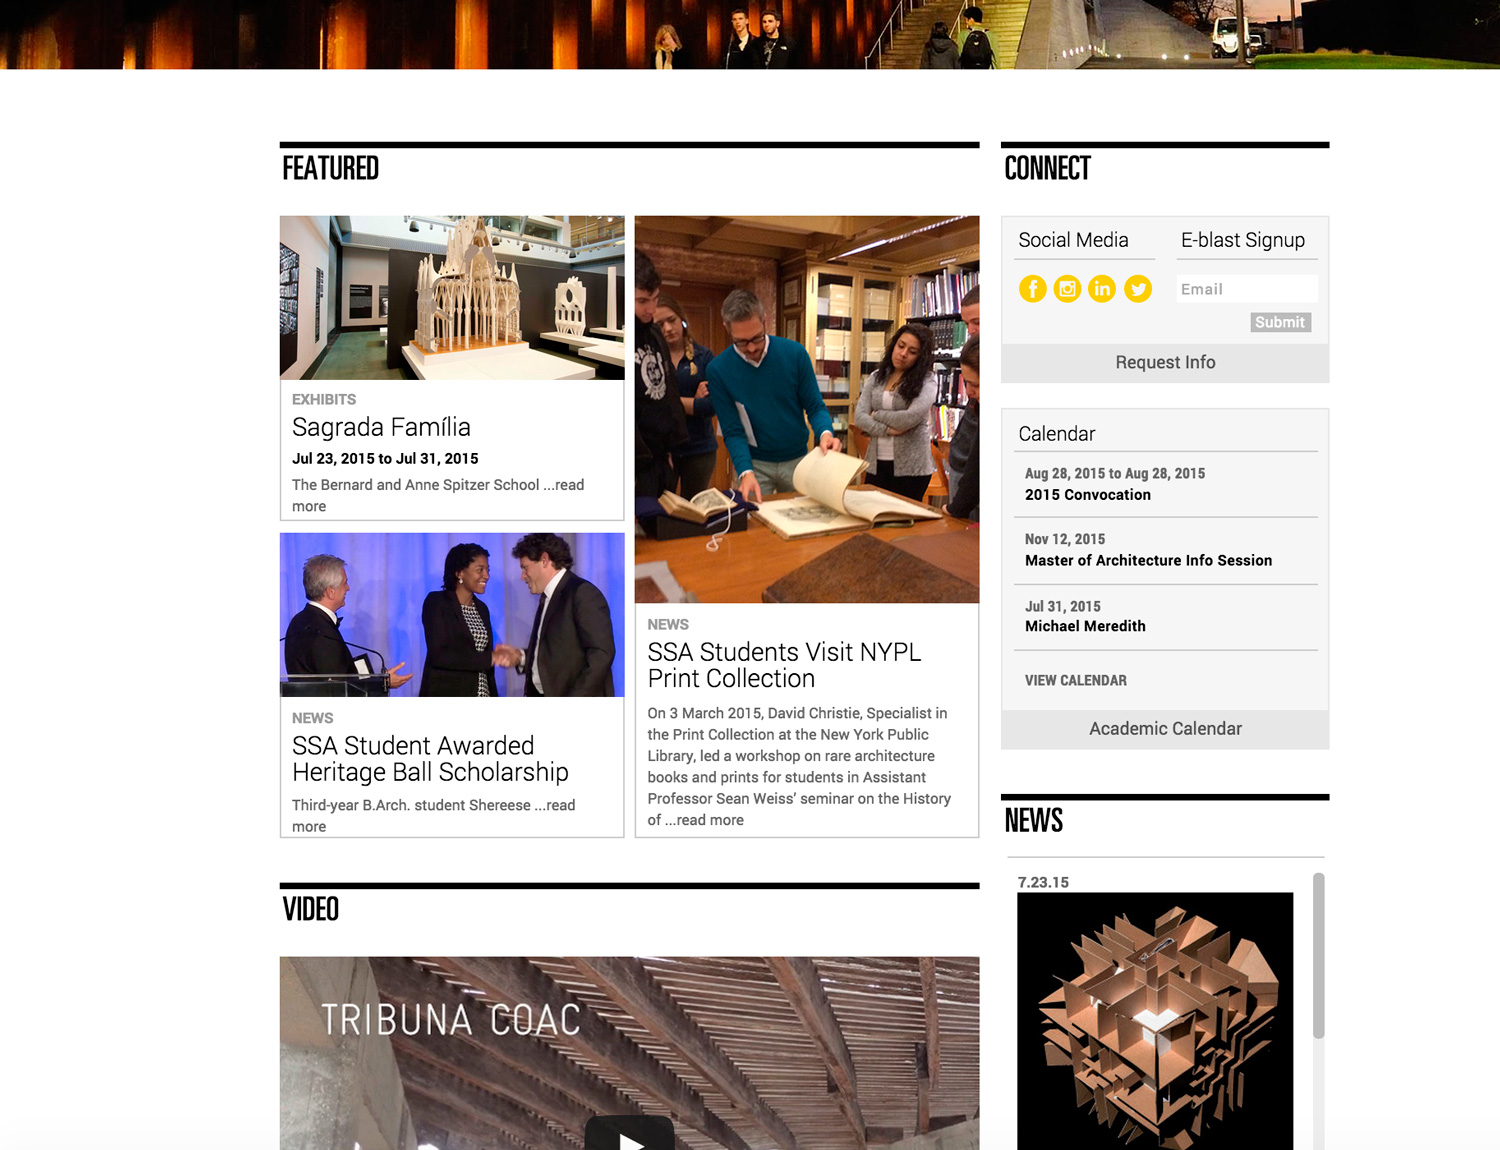 FEATURED
EXHIBITS
Sagrada Família
Jul 23, 2015 to Jul 31, 2015
The Bernard and Anne Spitzer School ...read
more
NEWS
SSA Student Awarded
Heritage Ball Scholarship
Third-year B.Arch. student Shereese ...read
more
NEWS
SSA Students Visit NYPL
Print Collection
On 3 March 2015, David Christie, Specialist in
the Print Collection at the New York Public
Library, led a workshop on rare architecture
books and prints for students in Assistant
Professor Sean Weiss’ seminar on the History
of ...read more
VIDEO
TRIBUNA COAC
CONNECT
Social Media
E-blast Signup
Email
Submit
Request Info
Calendar
Aug 28, 2015 to Aug 28, 2015
2015 Convocation
Nov 12, 2015
Master of Architecture Info Session
Jul 31, 2015
Michael Meredith
VIEW CALENDAR
Academic Calendar
NEWS
7.23.15